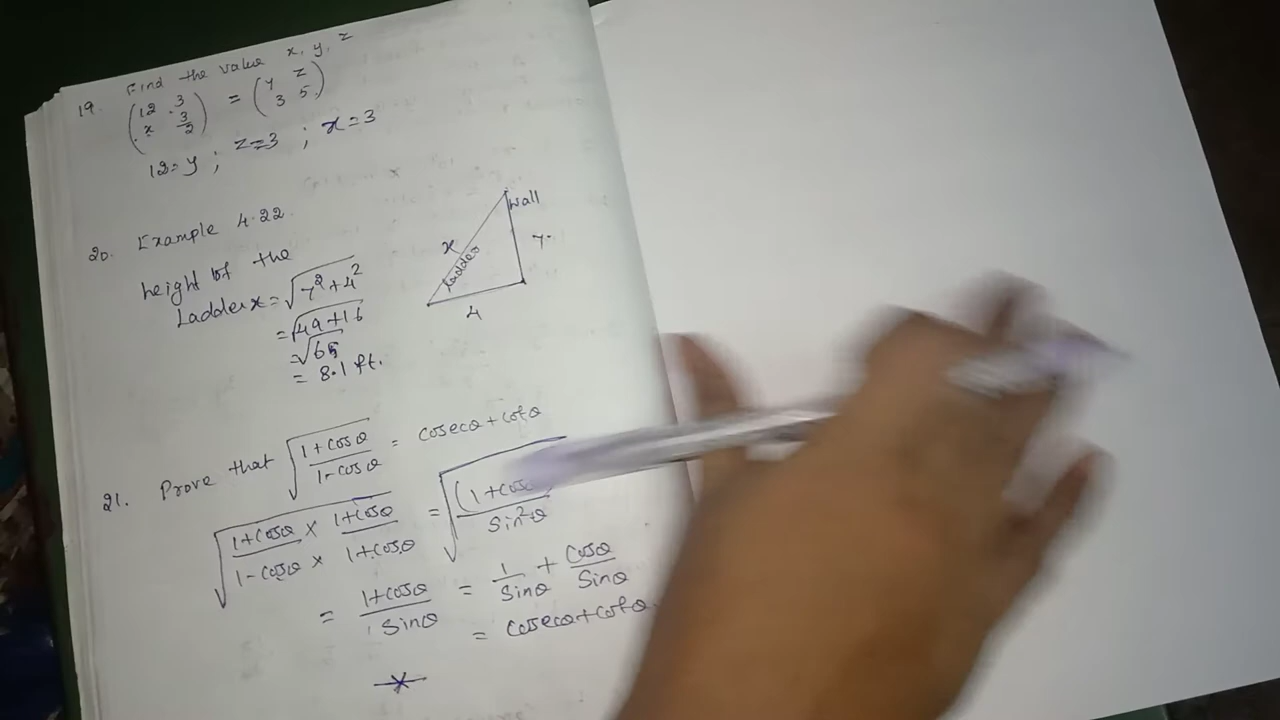 19. Find the value x, y, z
(12 3
x 3/2) = (y z
3 5)
12=y ; z=3 ; x=3
20. Example 4.22
height of the
Ladder x = √7²+4²
= √49+16
= √65
= 8.1 ft.
wall
x
Ladder
7
4
21. Prove that √(1+cosθ)/(1-cosθ) = cosecθ+cotθ
√(1+cosθ)/(1-cosθ) × (1+cosθ)/(1+cosθ) = √(1+cos / sin²θ
= (1+cosθ)/sinθ = 1/sinθ + cosθ/sinθ
= cosecθ+cotθ.